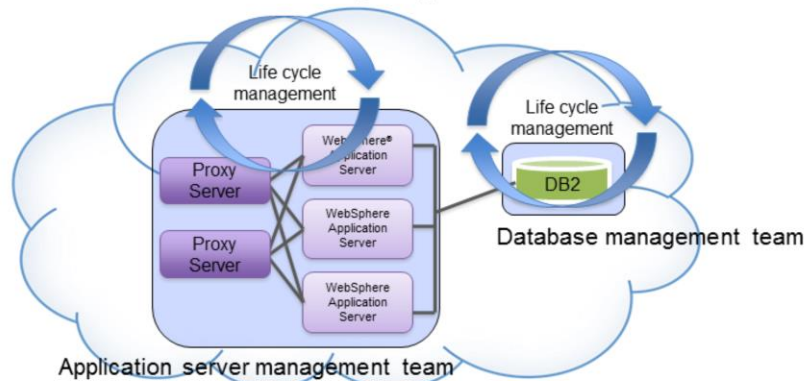 Life cycle
management
Life cycle
management
WebSphere®
Application
Server
Proxy
Server
DB2
WebSphere
Application
Server
Database management team
Proxy
Server
WebSphere
Application
Server
Application server management team